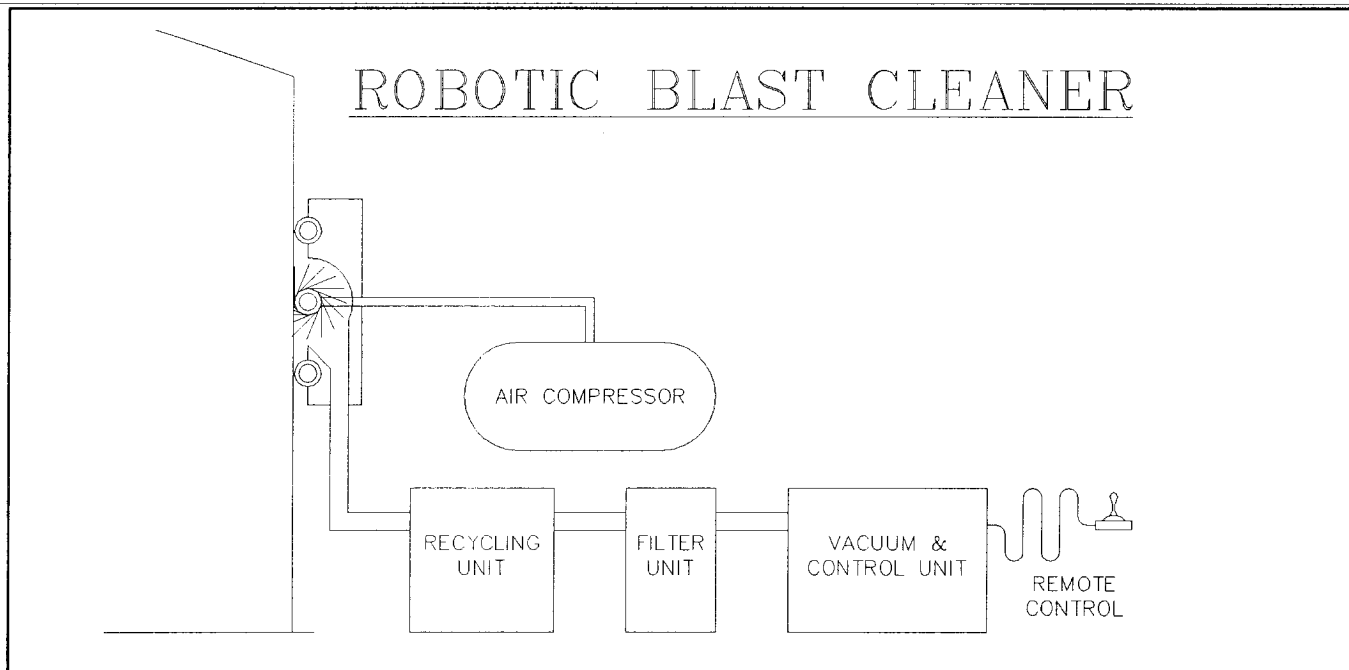 ROBOTIC BLAST CLEANER
AIR COMPRESSOR
RECYCLING
UNIT
FILTER
UNIT
VACUUM &
CONTROL UNIT
REMOTE
CONTROL